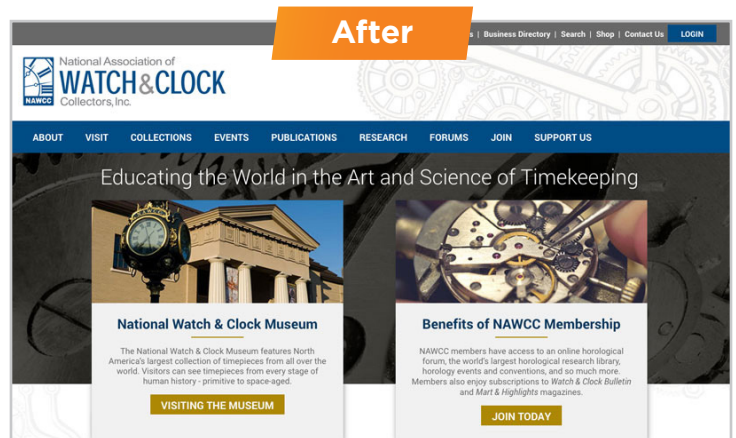 After
| Business Directory | Search | Shop | Contact Us LOGIN
National Association of
WATCH & CLOCK
Collectors, Inc.
NAWCC
ABOUT VISIT COLLECTIONS EVENTS PUBLICATIONS RESEARCH FORUMS JOIN SUPPORT US
Educating the World in the Art and Science of Timekeeping
NAWCC
National Watch & Clock Museum
The National Watch & Clock Museum features North
America's largest collection of timepieces from all over the
world. Visitors can see timepieces from every stage of
human history - primitive to space-aged.
VISITING THE MUSEUM
Benefits of NAWCC Membership
NAWCC members have access to an online horological
forum, the world's largest horological research library,
horology events and conventions, and so much more.
Members also enjoy subscriptions to Watch & Clock Bulletin
and Mart & Highlights magazines.
JOIN TODAY